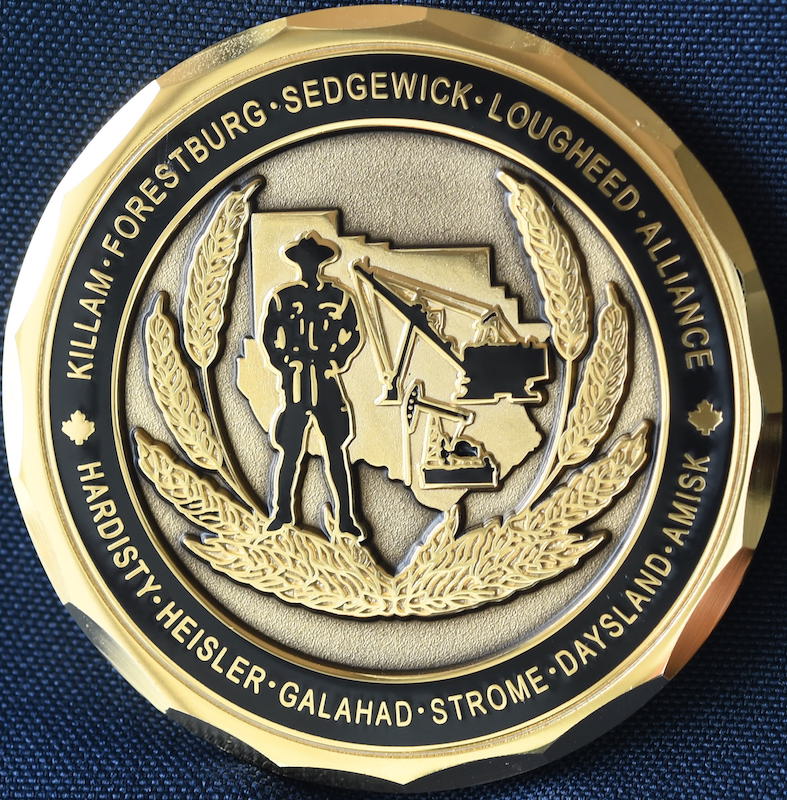 KILLAM · FORESTBURG · SEDGEWICK · LOUGHEED · ALLIANCE
HARDISTY · HEISLER · GALAHAD · STROME · DAYSLAND · AMISK